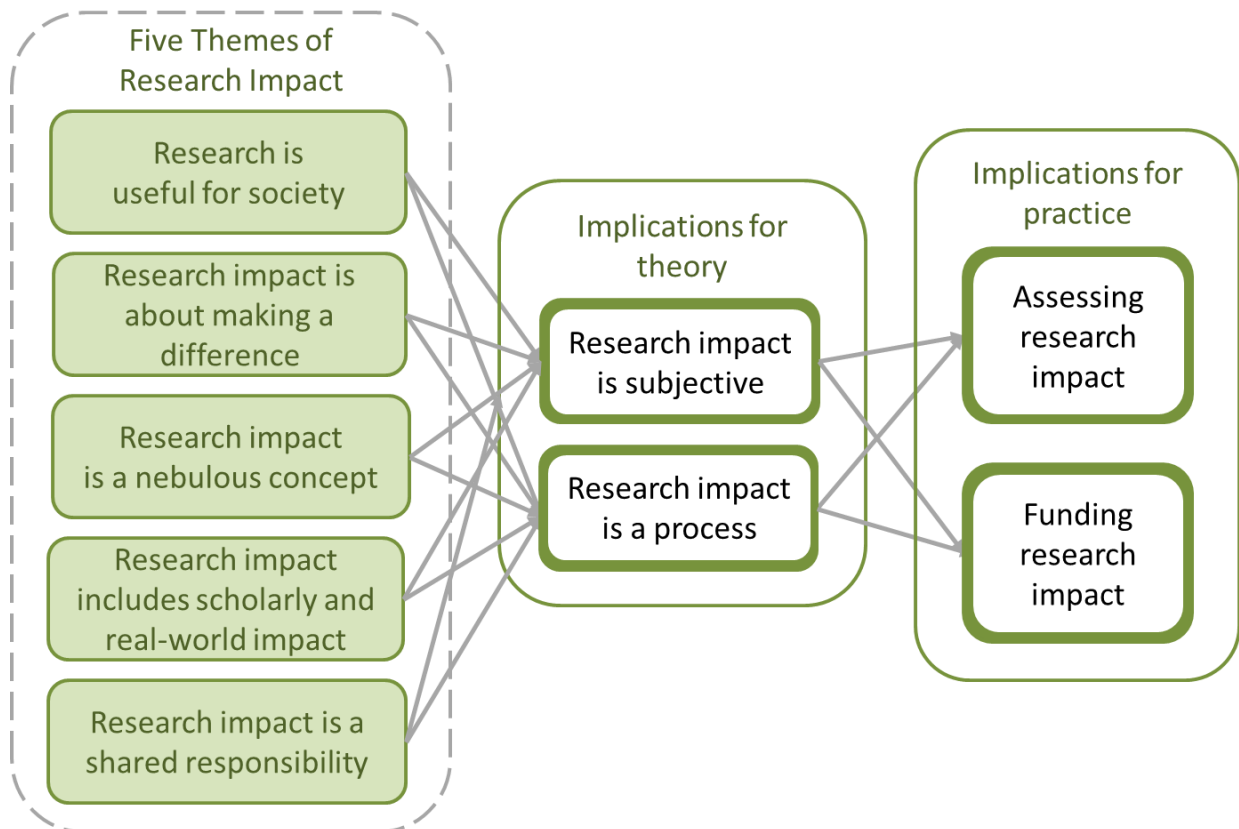 Five Themes of
Research Impact
Research is
useful for society
Research impact is
about making a
difference
Research impact
is a nebulous concept
Research impact
includes scholarly and
real-world impact
Research impact is a
shared responsibility
Implications for
theory
Research impact
is subjective
Research impact
is a process
Implications for
practice
Assessing
research
impact
Funding
research
impact